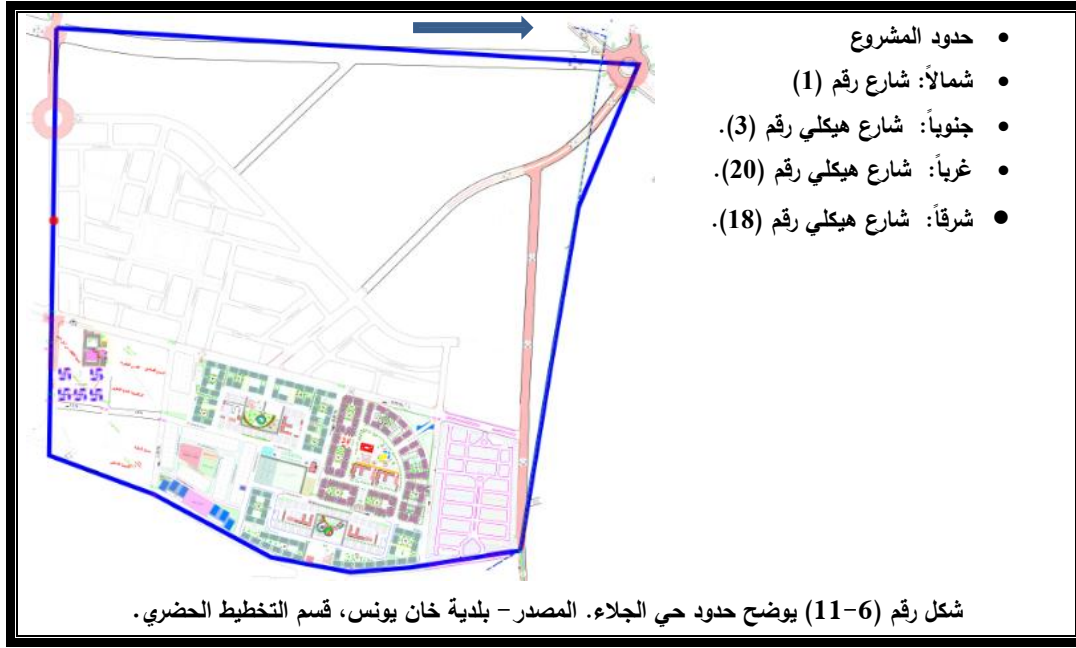 حدود المشروع
شمالاً: شارع رقم (1)
جنوباً: شارع هيكلي رقم (3).
غرباً: شارع هيكلي رقم (20).
شرقاً: شارع هيكلي رقم (18).
شكل رقم (6-11) يوضح حدود حي الجلاء. المصدر- بلدية خان يونس، قسم التخطيط الحضري.